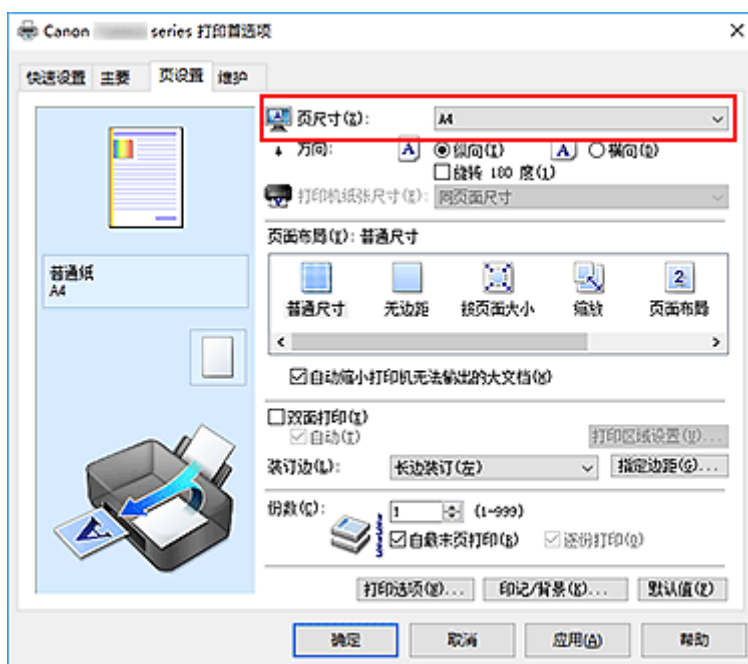 Canon series 打印首选项
快速设置 主要 页设置 维护
页尺寸(Z): A4
方向: A 纵向(T) A 横向(D)
旋转 180 度(1)
打印机纸张尺寸(E): 同页面尺寸
页面布局(I): 普通尺寸
普通纸
A4
普通尺寸 无边距 按页面大小 缩放 页面布局
自动缩小打印机无法输出的大文档(H)
双面打印(X)
自动(T)
打印区域设置(U)...
装订边(L): 长边装订(左) 指定边距(G)...
份数(C): 1 (1-999)
自最末页打印(B) 逐份打印(O)
打印选项(W)... 印记/背景(K)... 默认值(F)
确定 取消 应用(A) 帮助